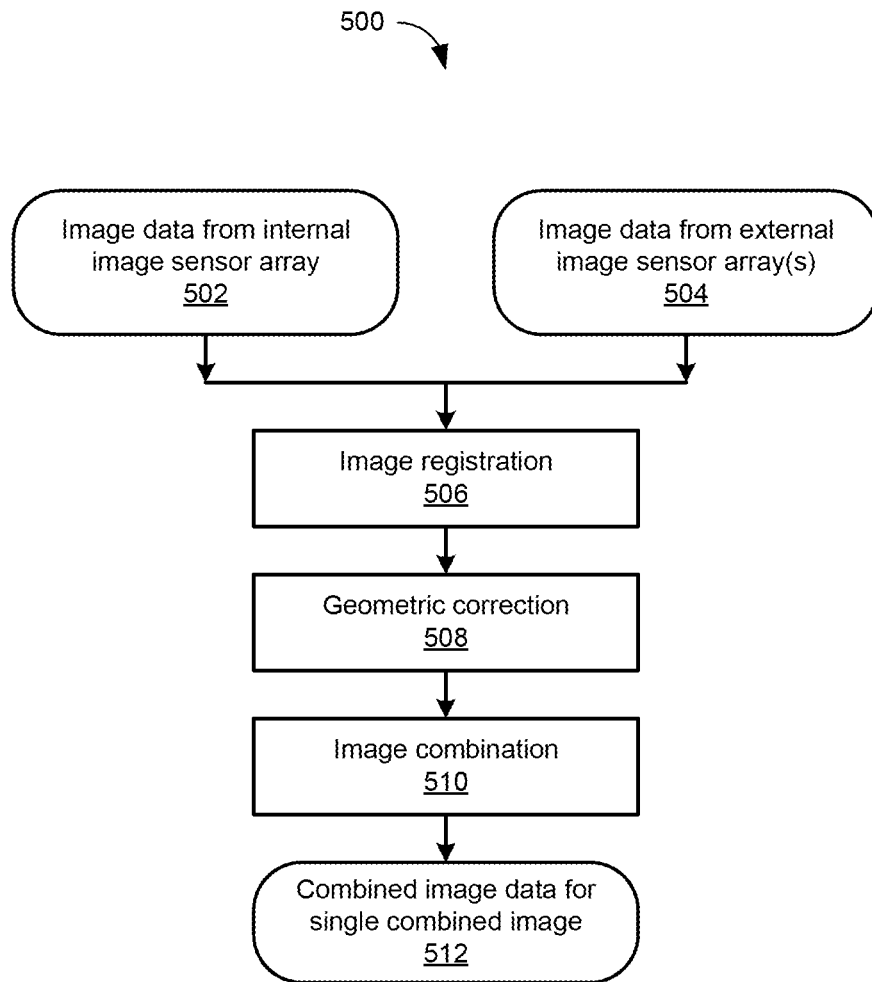 500
Image data from internal
image sensor array
502
Image data from external
image sensor array(s)
504
Image registration
506
Geometric correction
508
Image combination
510
Combined image data for
single combined image
512